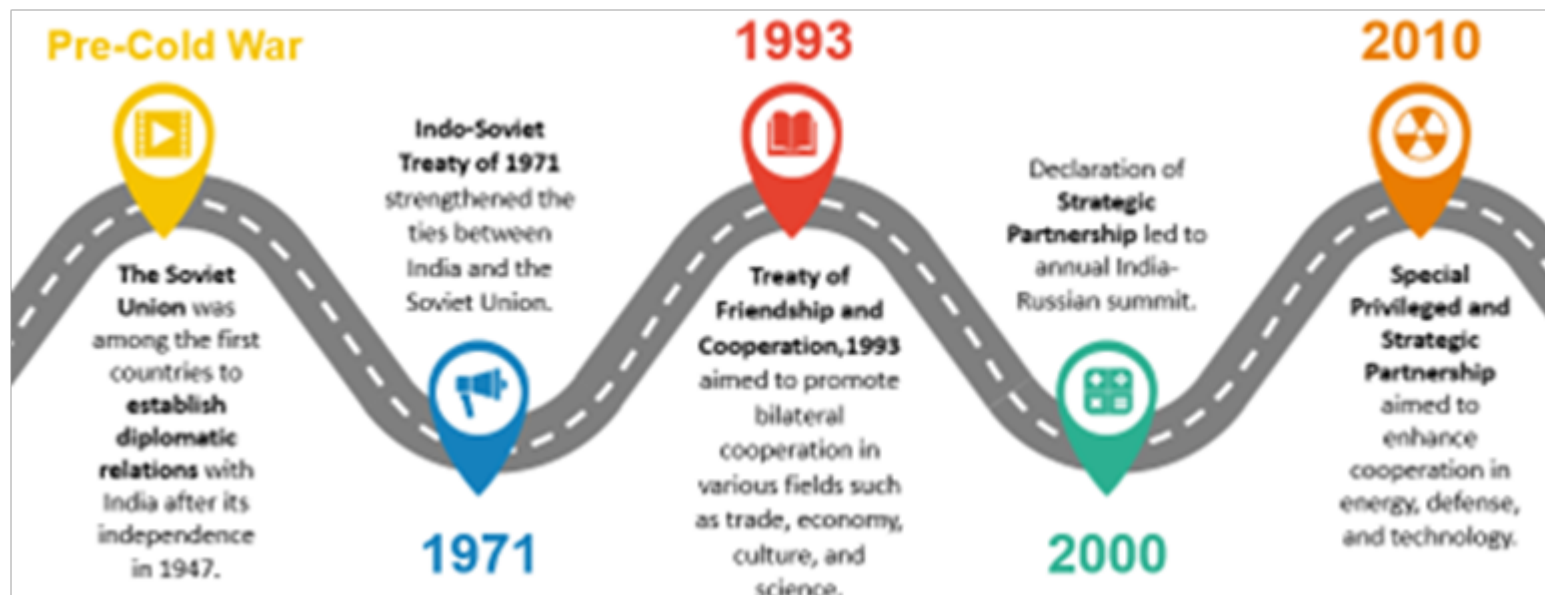 Pre-Cold War
The Soviet
Union was
among the first
countries to
establish
diplomatic
relations with
India after its
independence
in 1947.
Indo-Soviet
Treaty of 1971
strengthened the
ties between
India and the
Soviet Union.
1971
1993
Treaty of
Friendship and
Cooperation,1993
aimed to promote
bilateral
cooperation in
various fields such
as trade, economy,
culture, and
science.
Declaration of
Strategic
Partnership led to
annual India-
Russian summit.
2000
2010
Special
Privileged and
Strategic
Partnership
aimed to
enhance
cooperation in
energy, defense,
and technology.